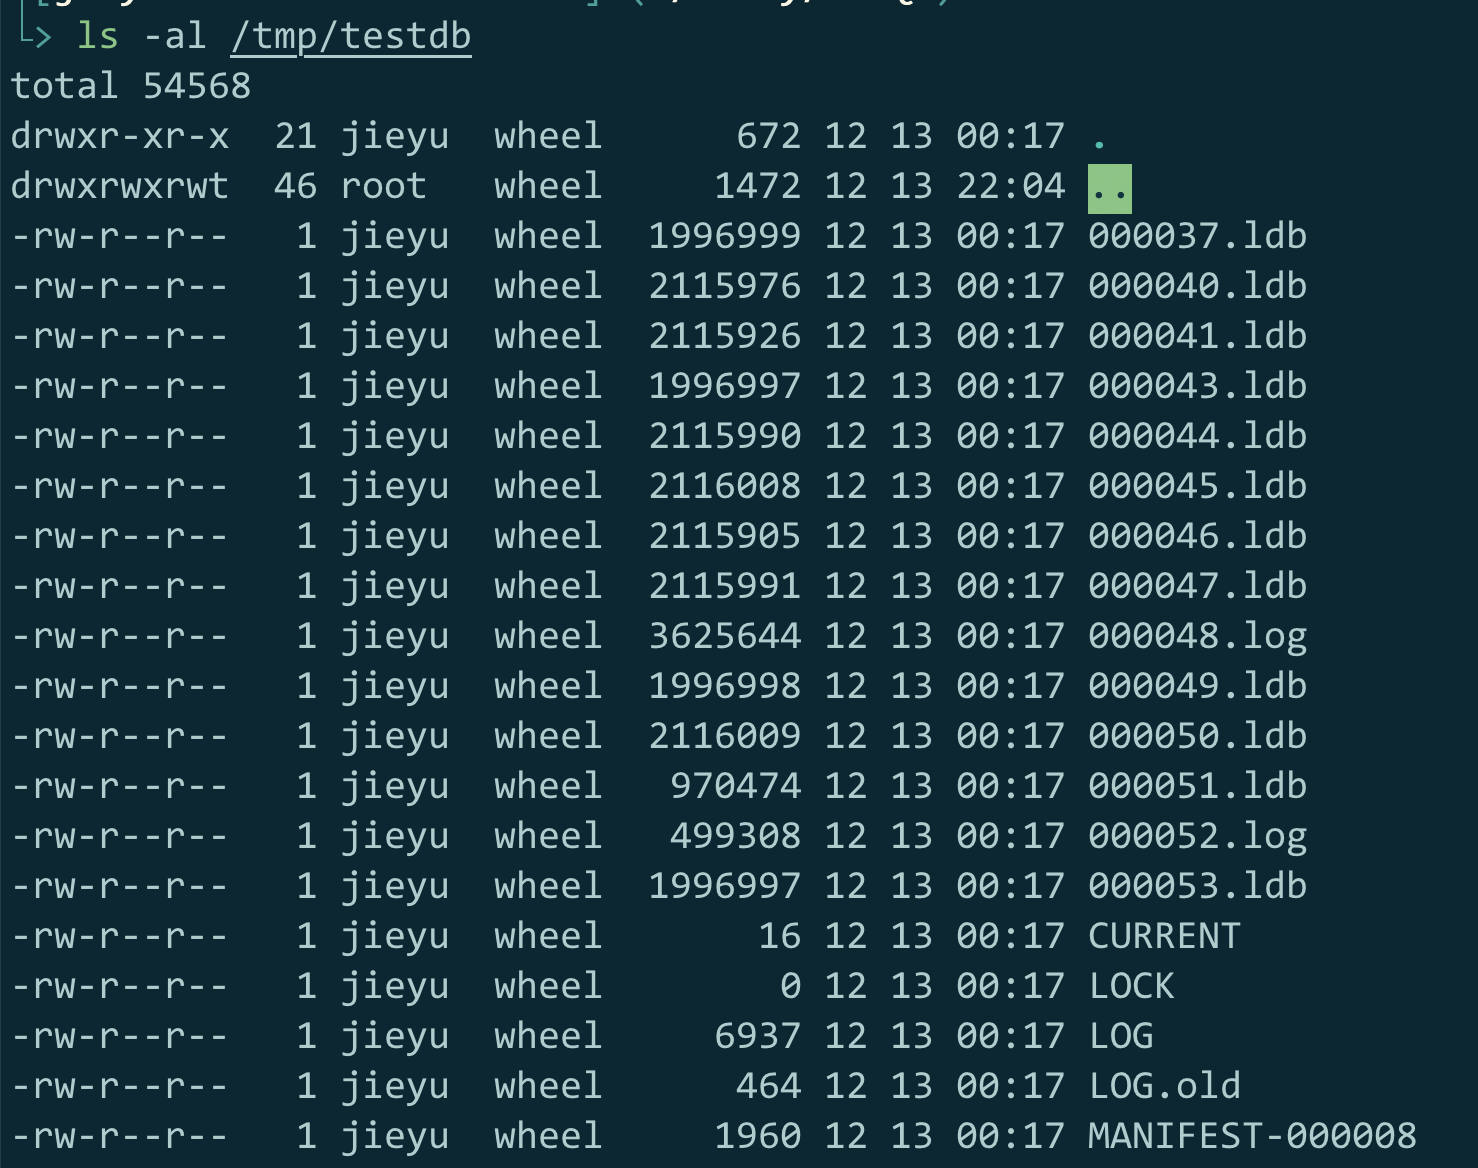 └> ls -al /tmp/testdb
total 54568
drwxr-xr-x  21 jieyu  wheel      672 12 13 00:17 .
drwxrwxrwt  46 root   wheel     1472 12 13 22:04 ..
-rw-r--r--   1 jieyu  wheel  1996999 12 13 00:17 000037.ldb
-rw-r--r--   1 jieyu  wheel  2115976 12 13 00:17 000040.ldb
-rw-r--r--   1 jieyu  wheel  2115926 12 13 00:17 000041.ldb
-rw-r--r--   1 jieyu  wheel  1996997 12 13 00:17 000043.ldb
-rw-r--r--   1 jieyu  wheel  2115990 12 13 00:17 000044.ldb
-rw-r--r--   1 jieyu  wheel  2116008 12 13 00:17 000045.ldb
-rw-r--r--   1 jieyu  wheel  2115905 12 13 00:17 000046.ldb
-rw-r--r--   1 jieyu  wheel  2115991 12 13 00:17 000047.ldb
-rw-r--r--   1 jieyu  wheel  3625644 12 13 00:17 000048.log
-rw-r--r--   1 jieyu  wheel  1996998 12 13 00:17 000049.ldb
-rw-r--r--   1 jieyu  wheel  2116009 12 13 00:17 000050.ldb
-rw-r--r--   1 jieyu  wheel   970474 12 13 00:17 000051.ldb
-rw-r--r--   1 jieyu  wheel   499308 12 13 00:17 000052.log
-rw-r--r--   1 jieyu  wheel  1996997 12 13 00:17 000053.ldb
-rw-r--r--   1 jieyu  wheel       16 12 13 00:17 CURRENT
-rw-r--r--   1 jieyu  wheel        0 12 13 00:17 LOCK
-rw-r--r--   1 jieyu  wheel     6937 12 13 00:17 LOG
-rw-r--r--   1 jieyu  wheel      464 12 13 00:17 LOG.old
-rw-r--r--   1 jieyu  wheel     1960 12 13 00:17 MANIFEST-000008